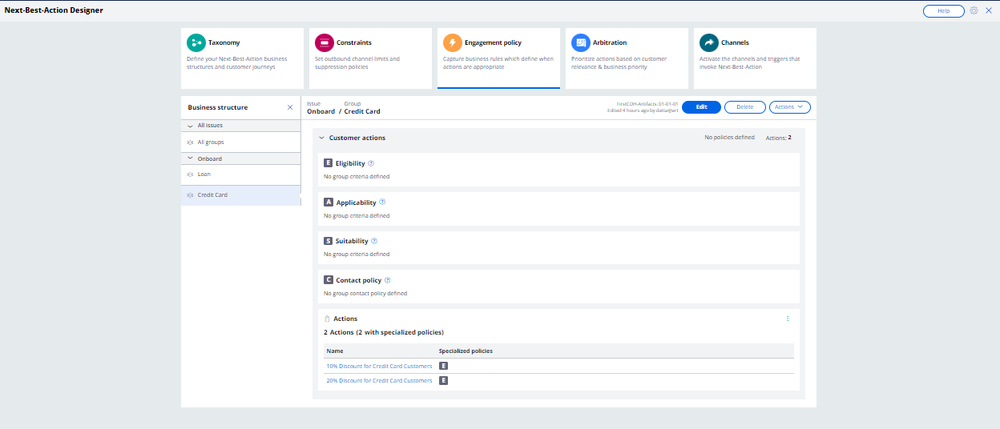 Next-Best-Action Designer
Help
Taxonomy
Define your Next-Best-Action business
structures and customer journeys
Constraints
Set outbound channel limits and
suppression policies
Engagement policy
Capture business rules which define when
actions are appropriate
Arbitration
Prioritize actions based on customer
relevance & business priority
Channels
Activate the channels and triggers that
invoke Next-Best-Action
Business structure
All issues
All groups
Onboard
Loan
Credit Card
Issue Group
Onboard / Credit Card
FirstCDH-Artifacts: 01-01-01
Edited 4 hours ago by datta@art
Edit
Delete
Actions
Customer actions
No policies defined
Actions: 2
E Eligibility ?
No group criteria defined
A Applicability ?
No group criteria defined
S Suitability ?
No group criteria defined
C Contact policy ?
No group contact policy defined
Actions
2 Actions (2 with specialized policies)
Name Specialized policies
10% Discount for Credit Card Customers E
20% Discount for Credit Card Customers E